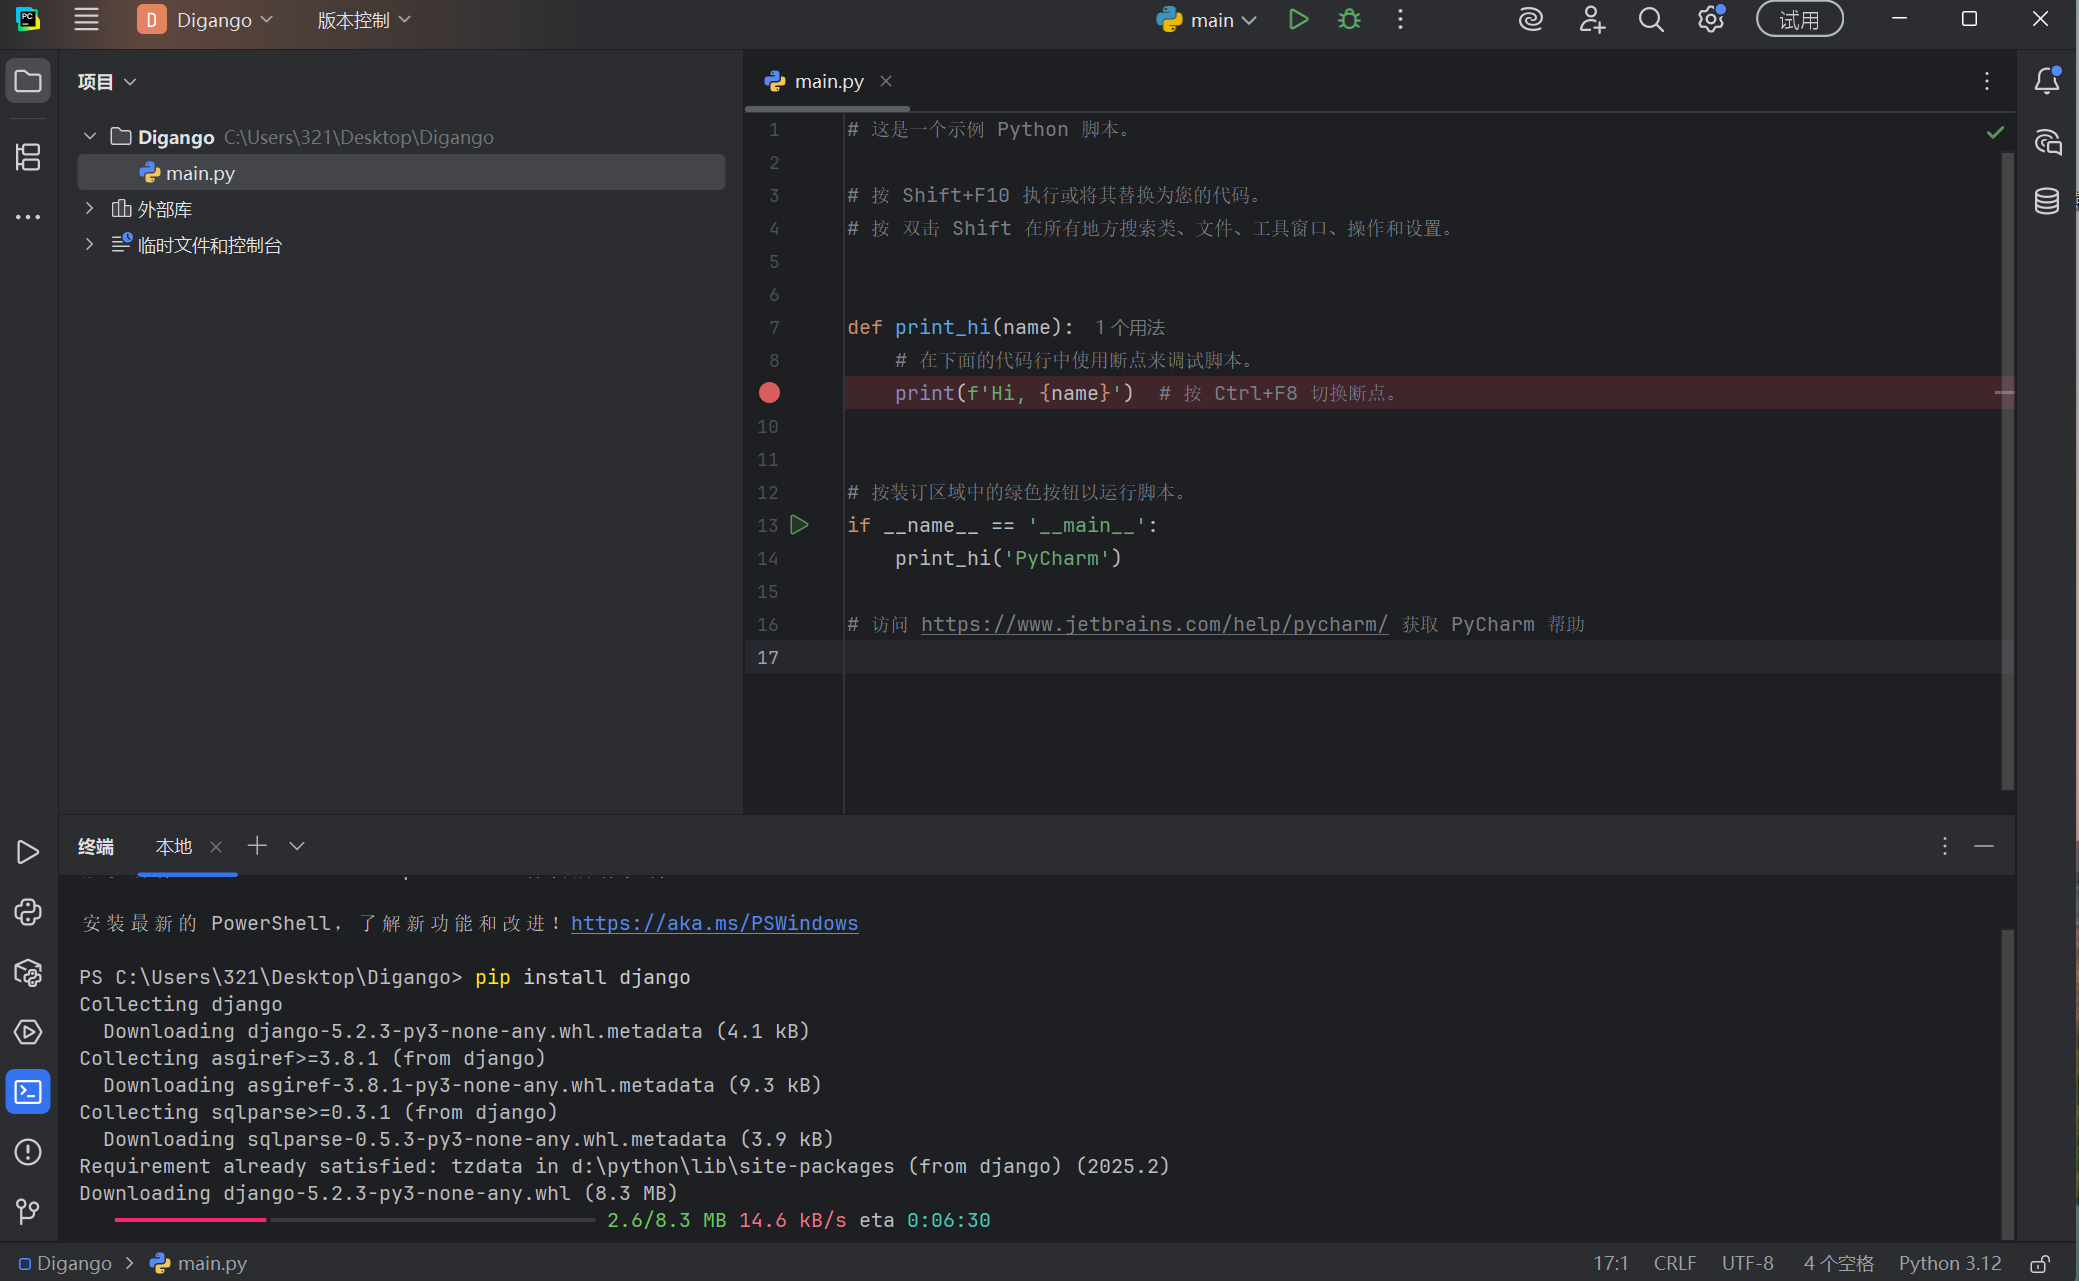 D Digango 版本控制 main 试用
项目
main.py
Digango C:\Users\321\Desktop\Digango
main.py
外部库
临时文件和控制台
1 # 这是一个示例 Python 脚本。
2
3 # 按 Shift+F10 执行或将其替换为您的代码。
4 # 按 双击 Shift 在所有地方搜索类、文件、工具窗口、操作和设置。
5
6
7 def print_hi(name): 1 个用法
8 # 在下面的代码行中使用断点来调试脚本。
print(f'Hi, {name}') # 按 Ctrl+F8 切换断点。
10
11
12 # 按装订区域中的绿色按钮以运行脚本。
13 if __name__ == '__main__':
14 print_hi('PyCharm')
15
16 # 访问 https://www.jetbrains.com/help/pycharm/ 获取 PyCharm 帮助
17
终端 本地
安装最新的 PowerShell，了解新功能和改进！https://aka.ms/PSWindows
PS C:\Users\321\Desktop\Digango> pip install django
Collecting django
Downloading django-5.2.3-py3-none-any.whl.metadata (4.1 kB)
Collecting asgiref>=3.8.1 (from django)
Downloading asgiref-3.8.1-py3-none-any.whl.metadata (9.3 kB)
Collecting sqlparse>=0.3.1 (from django)
Downloading sqlparse-0.5.3-py3-none-any.whl.metadata (3.9 kB)
Requirement already satisfied: tzdata in d:\python\lib\site-packages (from django) (2025.2)
Downloading django-5.2.3-py3-none-any.whl (8.3 MB)
2.6/8.3 MB 14.6 kB/s eta 0:06:30
Digango > main.py 17:1 CRLF UTF-8 4 个空格 Python 3.12